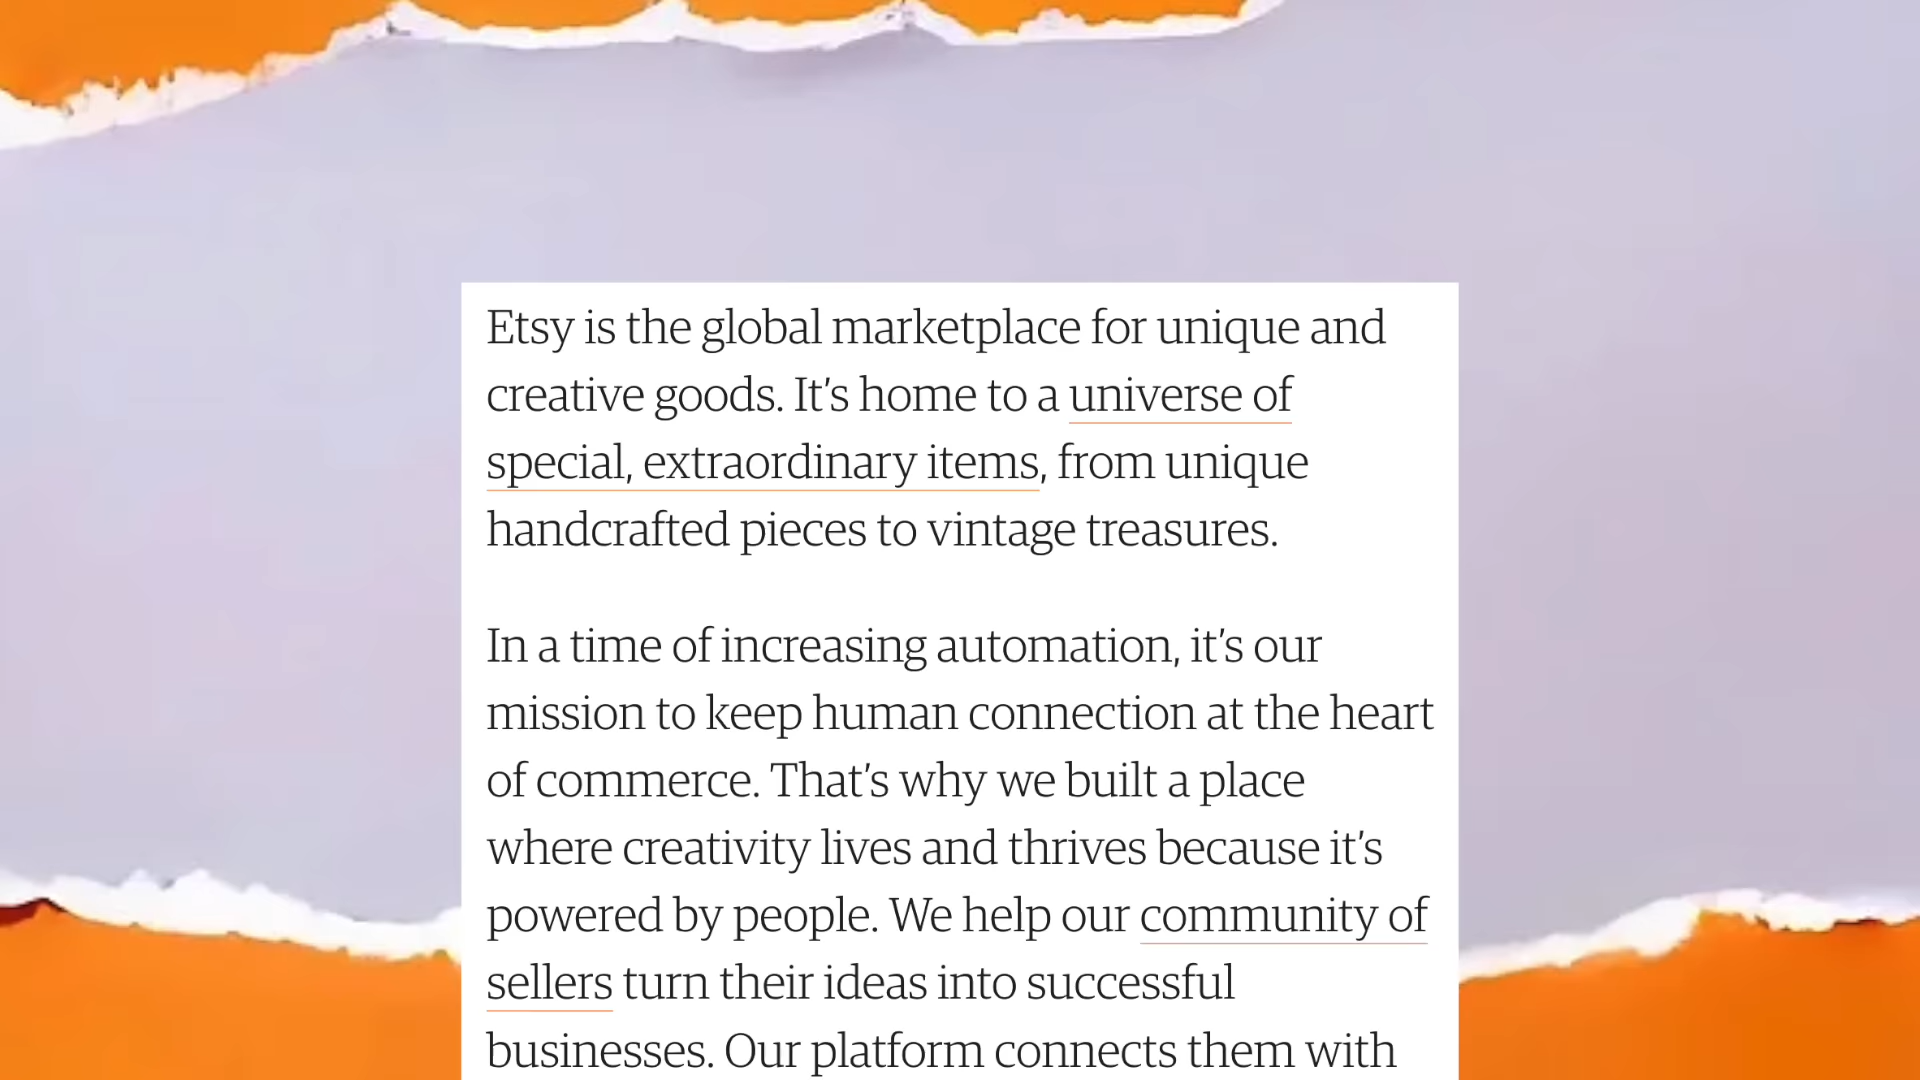 Etsy is the global marketplace for unique and
creative goods. It’s home to a universe of
special, extraordinary items, from unique
handcrafted pieces to vintage treasures.
In a time of increasing automation, it’s our
mission to keep human connection at the heart
of commerce. That’s why we built a place
where creativity lives and thrives because it’s
powered by people. We help our community of
sellers turn their ideas into successful
businesses. Our platform connects them with